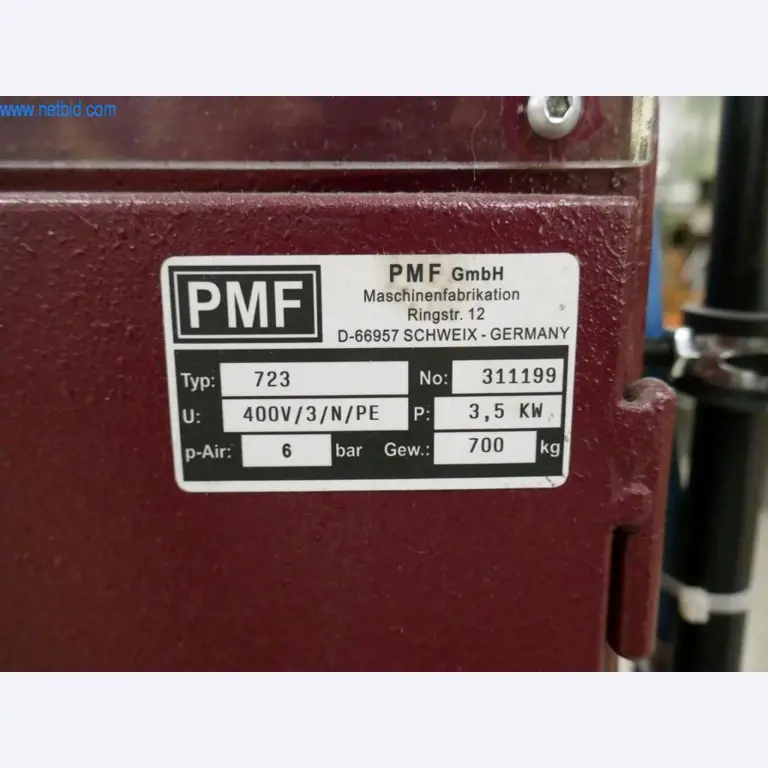 www.netbid.com
PMF
PMF GmbH
Maschinenfabrikation
Ringstr. 12
D-66957 SCHWEIX - GERMANY
Typ: 723 No: 311199
U: 400V/3/N/PE P: 3,5 KW
p-Air: 6 bar Gew.: 700 kg